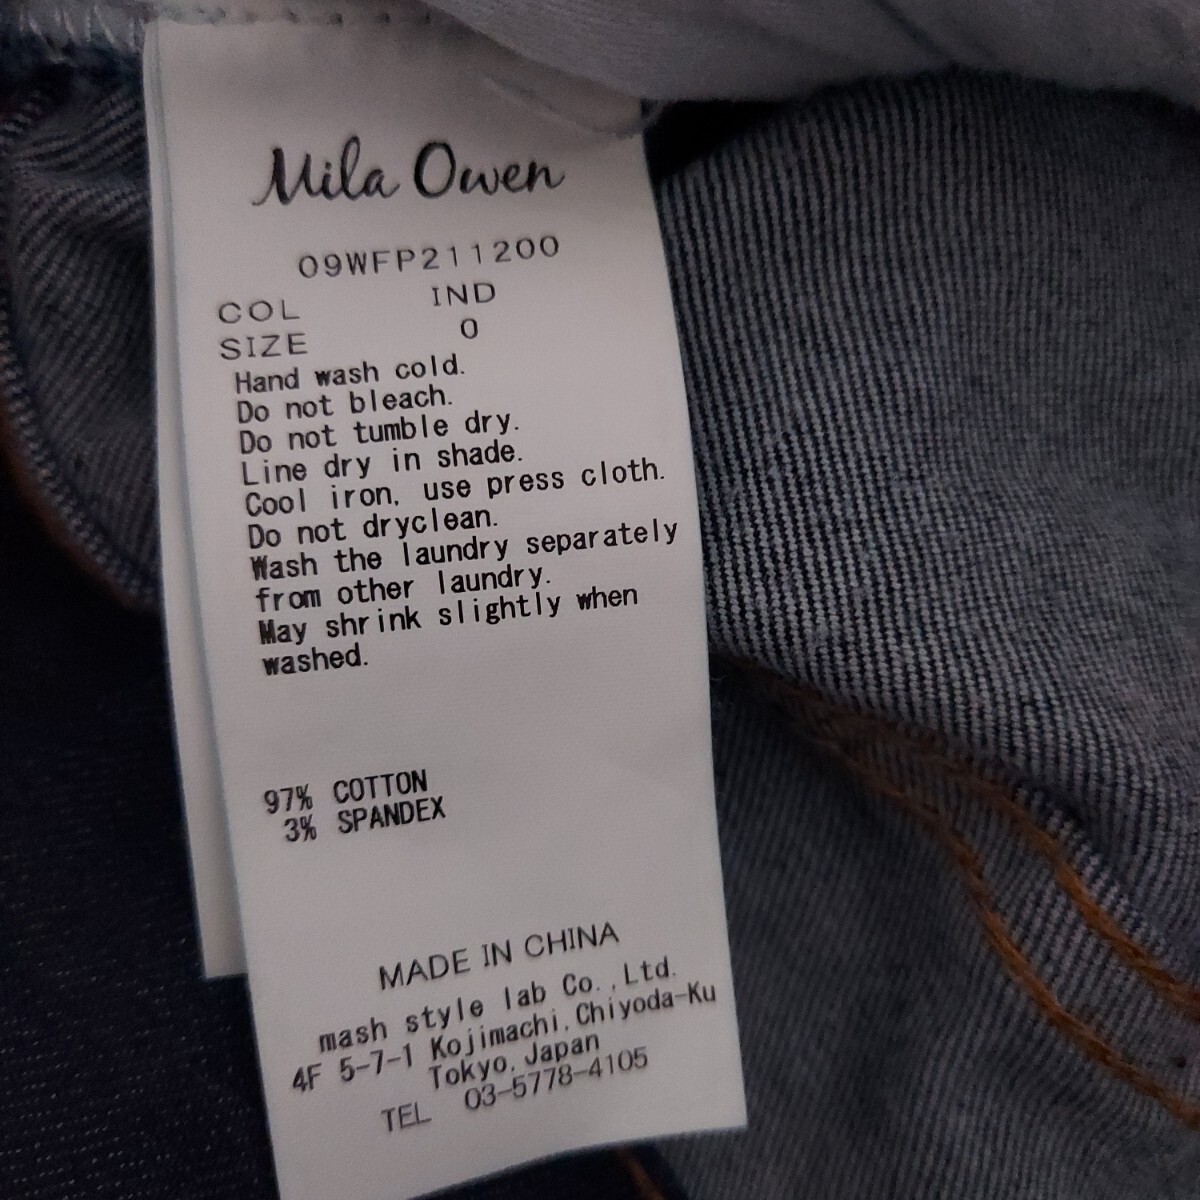 Mila Owen
09WFP211200
COL IND
SIZE 0
Hand wash cold.
Do not bleach.
Do not tumble dry.
Line dry in shade.
Cool iron, use press cloth.
Do not dryclean.
Wash the laundry separately
from other laundry.
May shrink slightly when
washed.
97% COTTON
3% SPANDEX
MADE IN CHINA
mash style lab Co.,Ltd.
4F 5-7-1 Kojimachi,Chiyoda-Ku
Tokyo,Japan
TEL 03-5778-4105